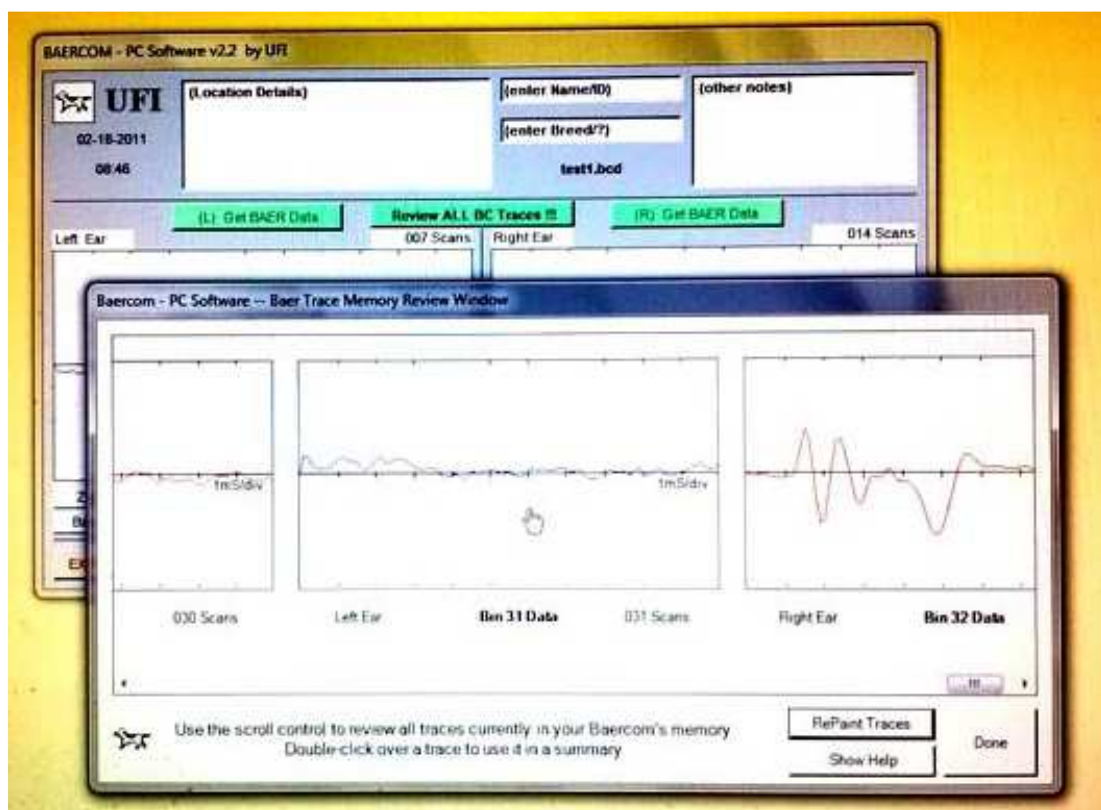 BAERCOM - PC Software v2.2 by UFI
UFI
(Location Details)
(enter Name/ID)
(other notes)
02-18-2011
(enter Breed/?)
08:46
test1.bcd
(L) Get BAER Data
Review ALL BC Traces !!!
(R) Get BAER Data
Left Ear
007 Scans
Right Ear
014 Scans
Baercom - PC Software -- Baer Trace Memory Review Window
1mS/div
1mS/div
030 Scans
Left Ear
Bin 31 Data
031 Scans
Right Ear
Bin 32 Data
Use the scroll control to review all traces currently in your Baercom's memory
Double-click over a trace to use it in a summary
RePaint Traces
Show Help
Done